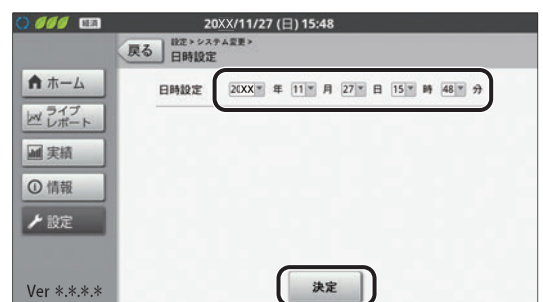 経済 20XX/11/27 (日) 15:48
戻る 設定 > システム変更 >
日時設定
ホーム
日時設定 20XX 年 11 月 27 日 15 時 48 分
ライブ
レポート
実績
情報
設定
決定
Ver *.*.*.*